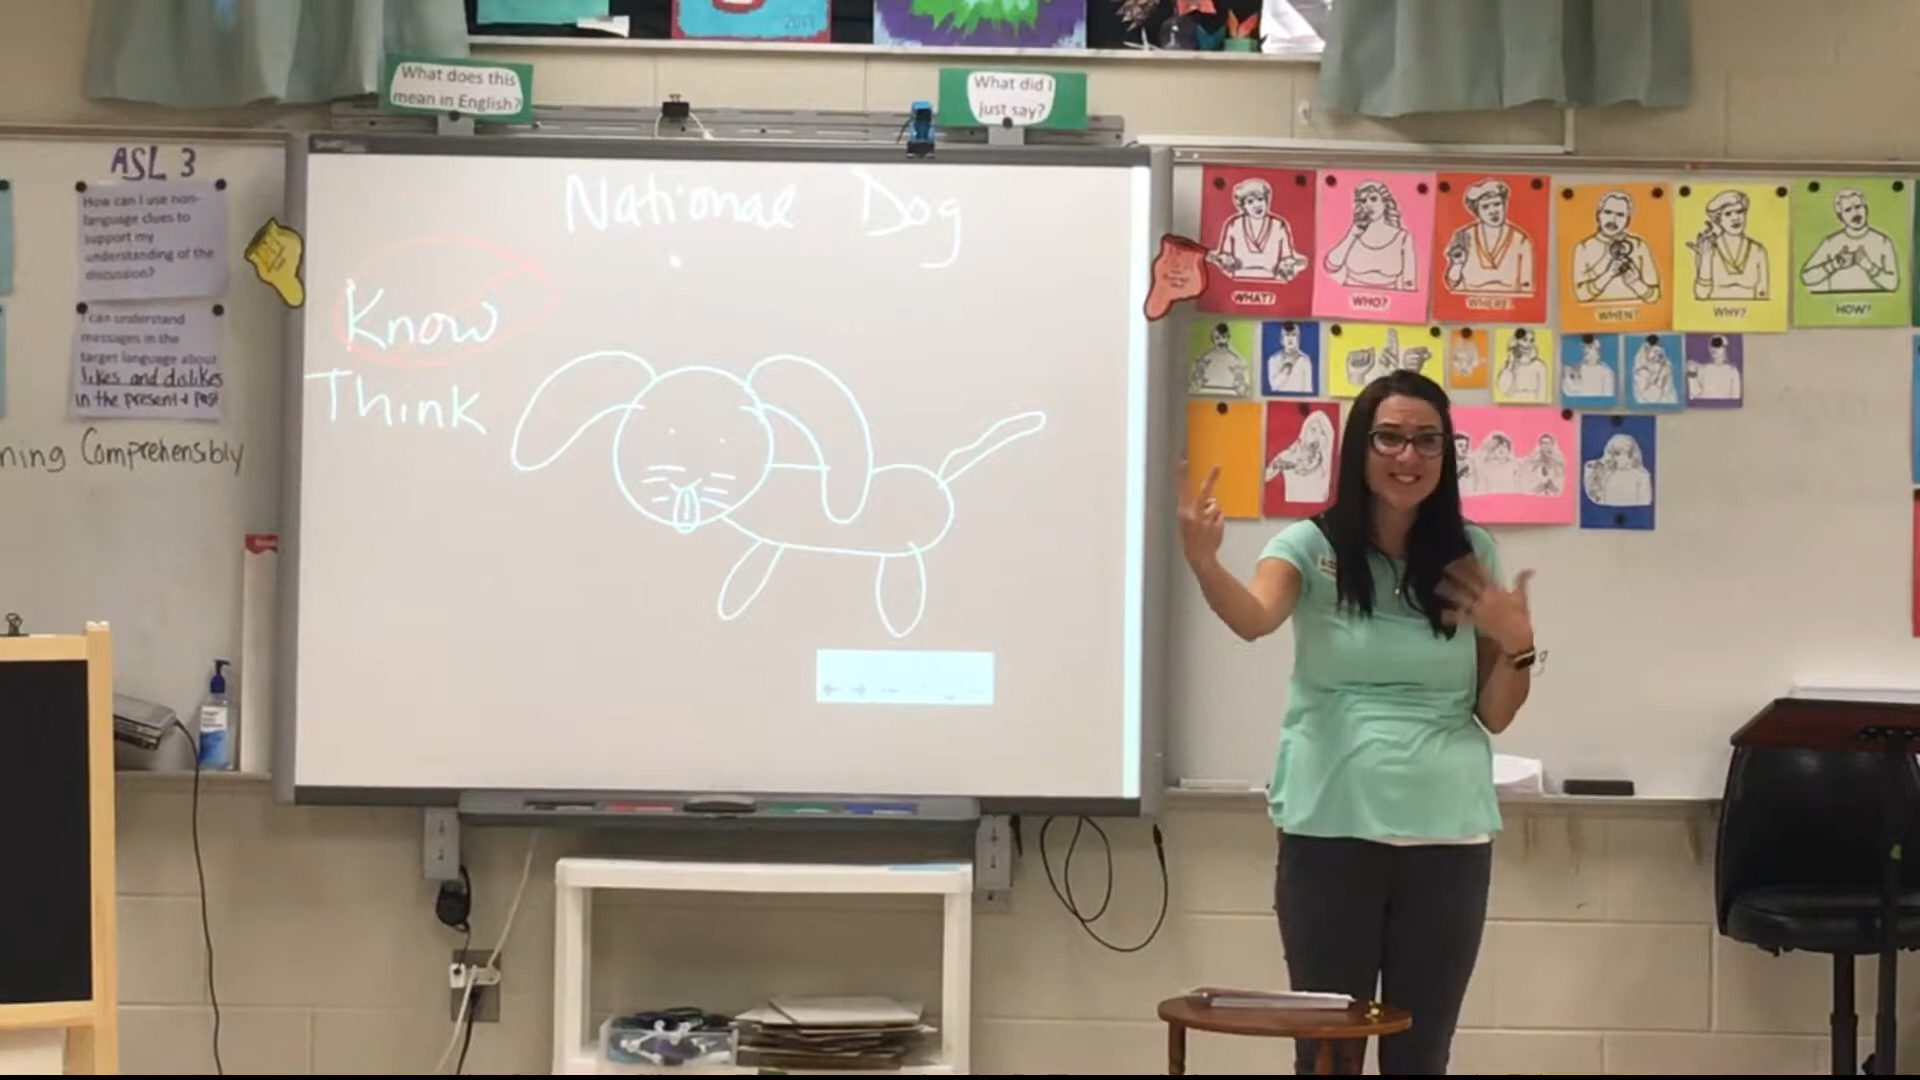 2017
What does this
mean in English?
What did I
just say?
ASL 3
How can I use non-
language clues to
support my
understanding of the
discussion?
I can understand
messages in the
target language about
likes and dislikes
in the present + past
ning Comprehensibly
National Dog
Know
Think
WHAT?
WHO?
WHERE?
WHEN?
WHY?
HOW?